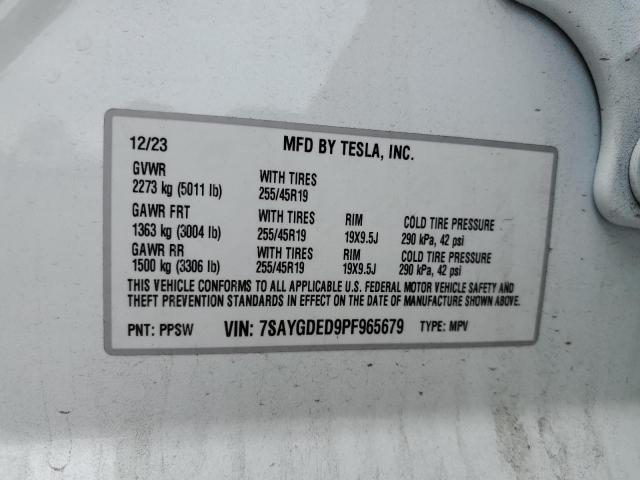 12/23 MFD BY TESLA, INC.
GVWR
2273 kg (5011 lb) WITH TIRES 255/45R19
GAWR FRT WITH TIRES RIM COLD TIRE PRESSURE
1363 kg (3004 lb) 255/45R19 19X9.5J 290 kPa, 42 psi
GAWR RR WITH TIRES RIM COLD TIRE PRESSURE
1500 kg (3306 lb) 255/45R19 19X9.5J 290 kPa, 42 psi
THIS VEHICLE CONFORMS TO ALL APPLICABLE U.S. FEDERAL MOTOR VEHICLE SAFETY AND
THEFT PREVENTION STANDARDS IN EFFECT ON THE DATE OF MANUFACTURE SHOWN ABOVE.
PNT: PPSW VIN: 7SAYGDED9PF965679 TYPE: MPV